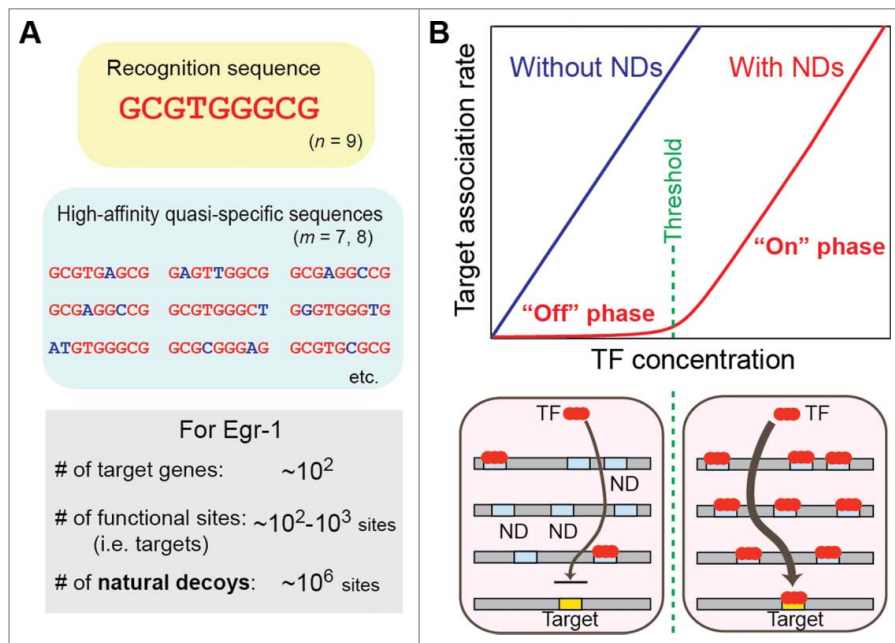 A
Recognition sequence
GCGTGGGCG
(n = 9)
High-affinity quasi-specific sequences
(m = 7, 8)
GCGTGAGCG GAGTTGGCG GCGAGGCCG
GCGAGGCCG GCGTGGGCT GGGTGGGTG
ATGTGGGCG GCGCGGGAG GCGTGCGCG
etc.
For Egr-1
# of target genes: ~10²
# of functional sites: ~10²-10³ sites
(i.e. targets)
# of natural decoys: ~10⁶ sites
B
Target association rate
Without NDs
With NDs
Threshold
"Off" phase
"On" phase
TF concentration
TF
ND
ND ND
Target
TF
Target